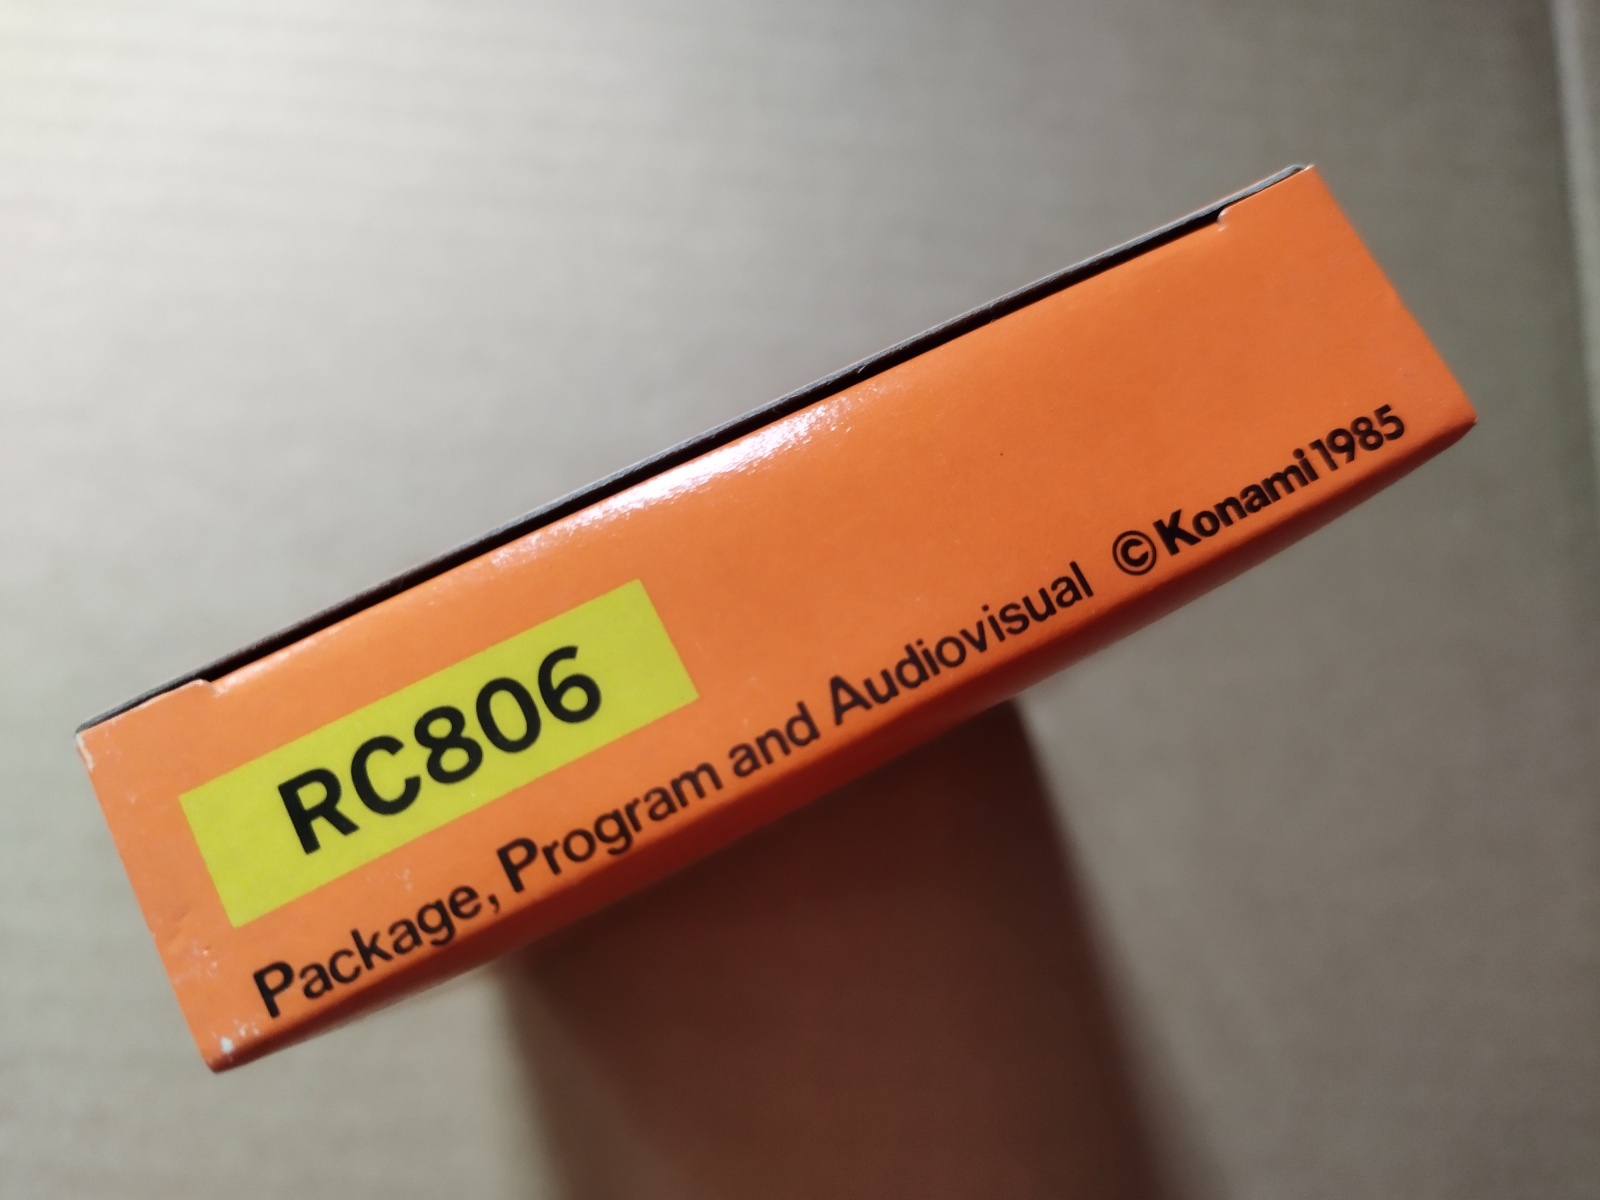 RC806
Package, Program and Audiovisual © Konami 1985